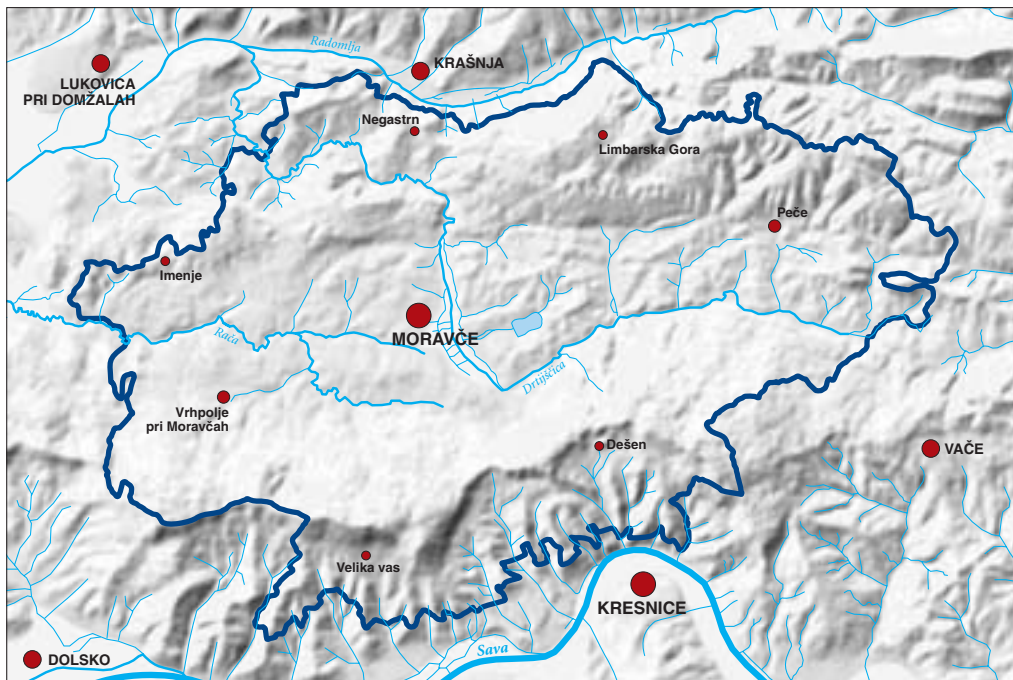 Radomlja
KRAŠNJA
LUKOVICA
PRI DOMŽALAH
Negastrn
Limbarska Gora
Peče
Imenje
MORAVČE
Rača
Drtijščica
Vrhpolje
pri Moravčah
Dešen
VAČE
Velika vas
KRESNICE
Sava
DOLSKO